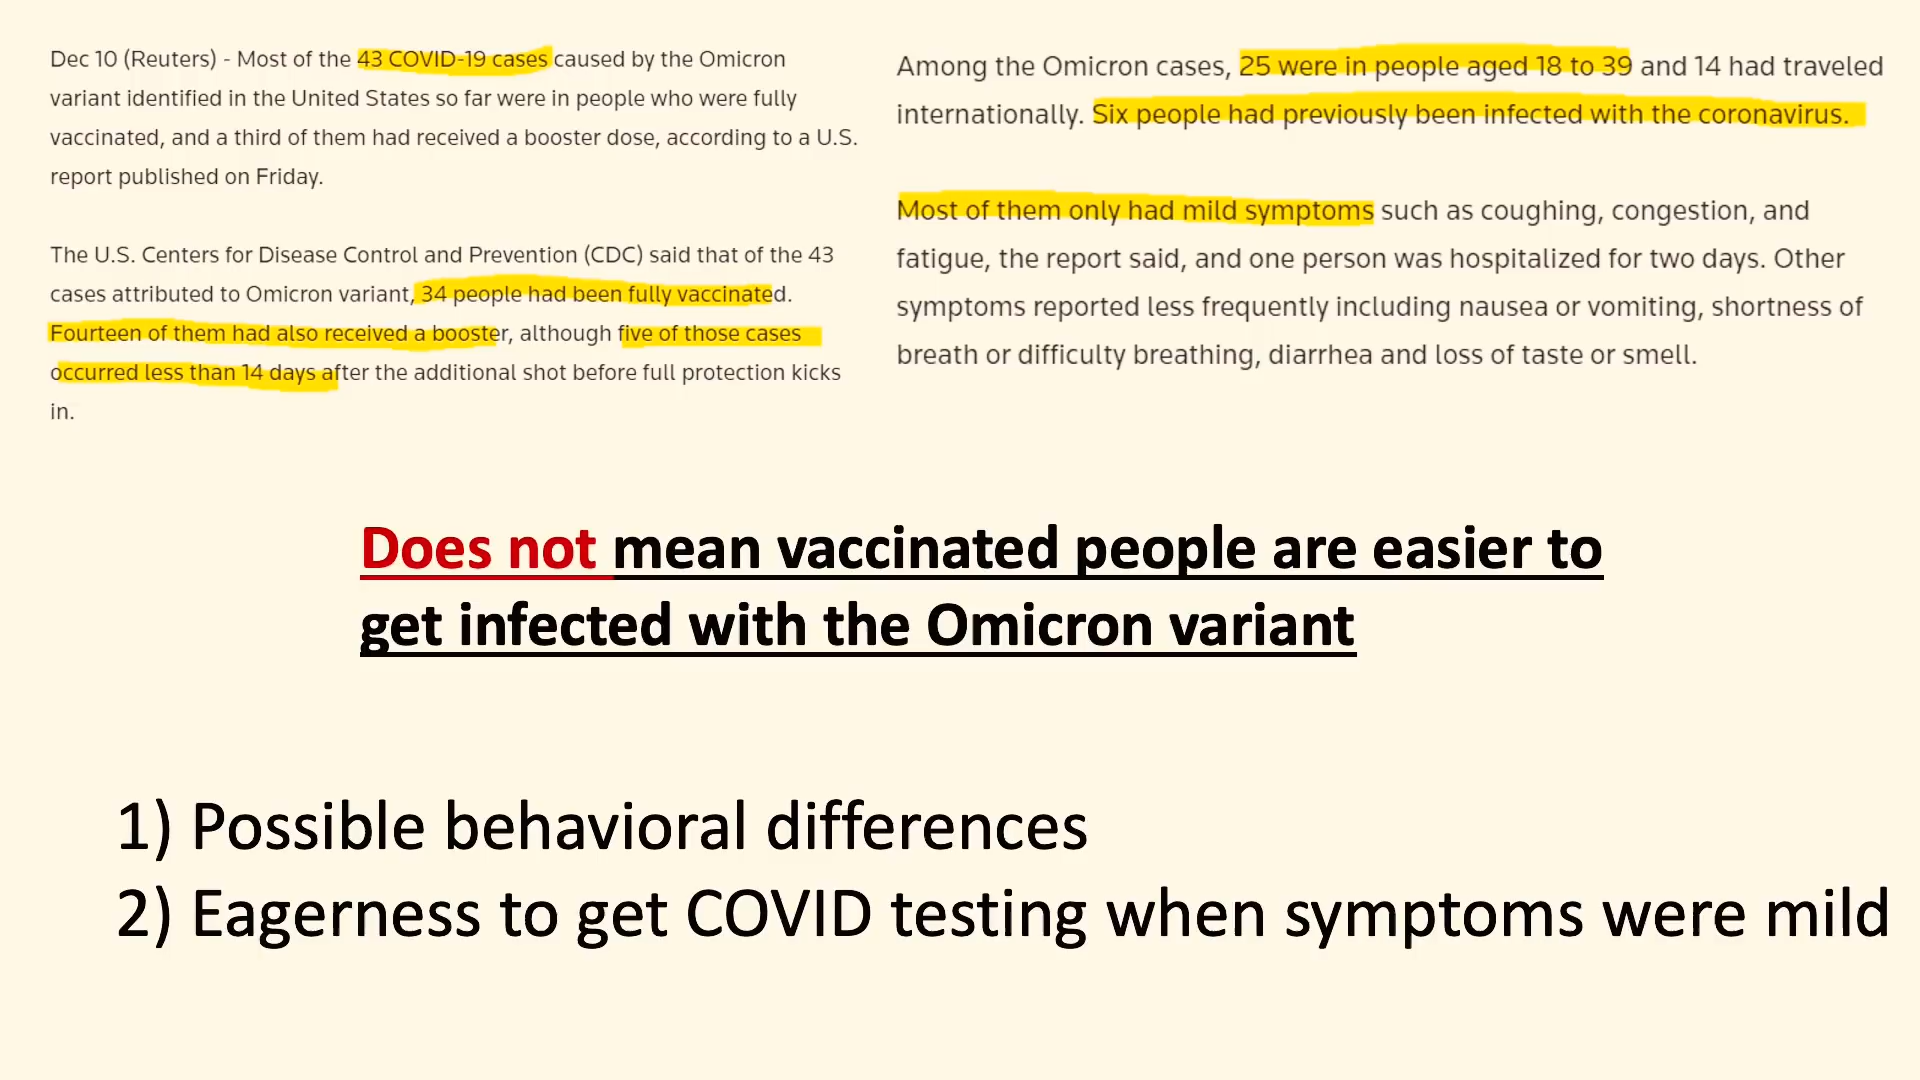 Dec 10 (Reuters) - Most of the 43 COVID-19 cases caused by the Omicron
variant identified in the United States so far were in people who were fully
vaccinated, and a third of them had received a booster dose, according to a U.S.
report published on Friday.
The U.S. Centers for Disease Control and Prevention (CDC) said that of the 43
cases attributed to Omicron variant, 34 people had been fully vaccinated.
Fourteen of them had also received a booster, although five of those cases
occurred less than 14 days after the additional shot before full protection kicks
in.
Among the Omicron cases, 25 were in people aged 18 to 39 and 14 had traveled
internationally. Six people had previously been infected with the coronavirus.
Most of them only had mild symptoms such as coughing, congestion, and
fatigue, the report said, and one person was hospitalized for two days. Other
symptoms reported less frequently including nausea or vomiting, shortness of
breath or difficulty breathing, diarrhea and loss of taste or smell.
Does not mean vaccinated people are easier to
get infected with the Omicron variant
1) Possible behavioral differences
2) Eagerness to get COVID testing when symptoms were mild